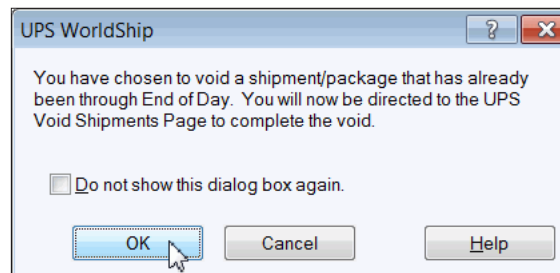 UPS WorldShip
You have chosen to void a shipment/package that has already
been through End of Day.  You will now be directed to the UPS
Void Shipments Page to complete the void.
Do not show this dialog box again.
OK Cancel Help